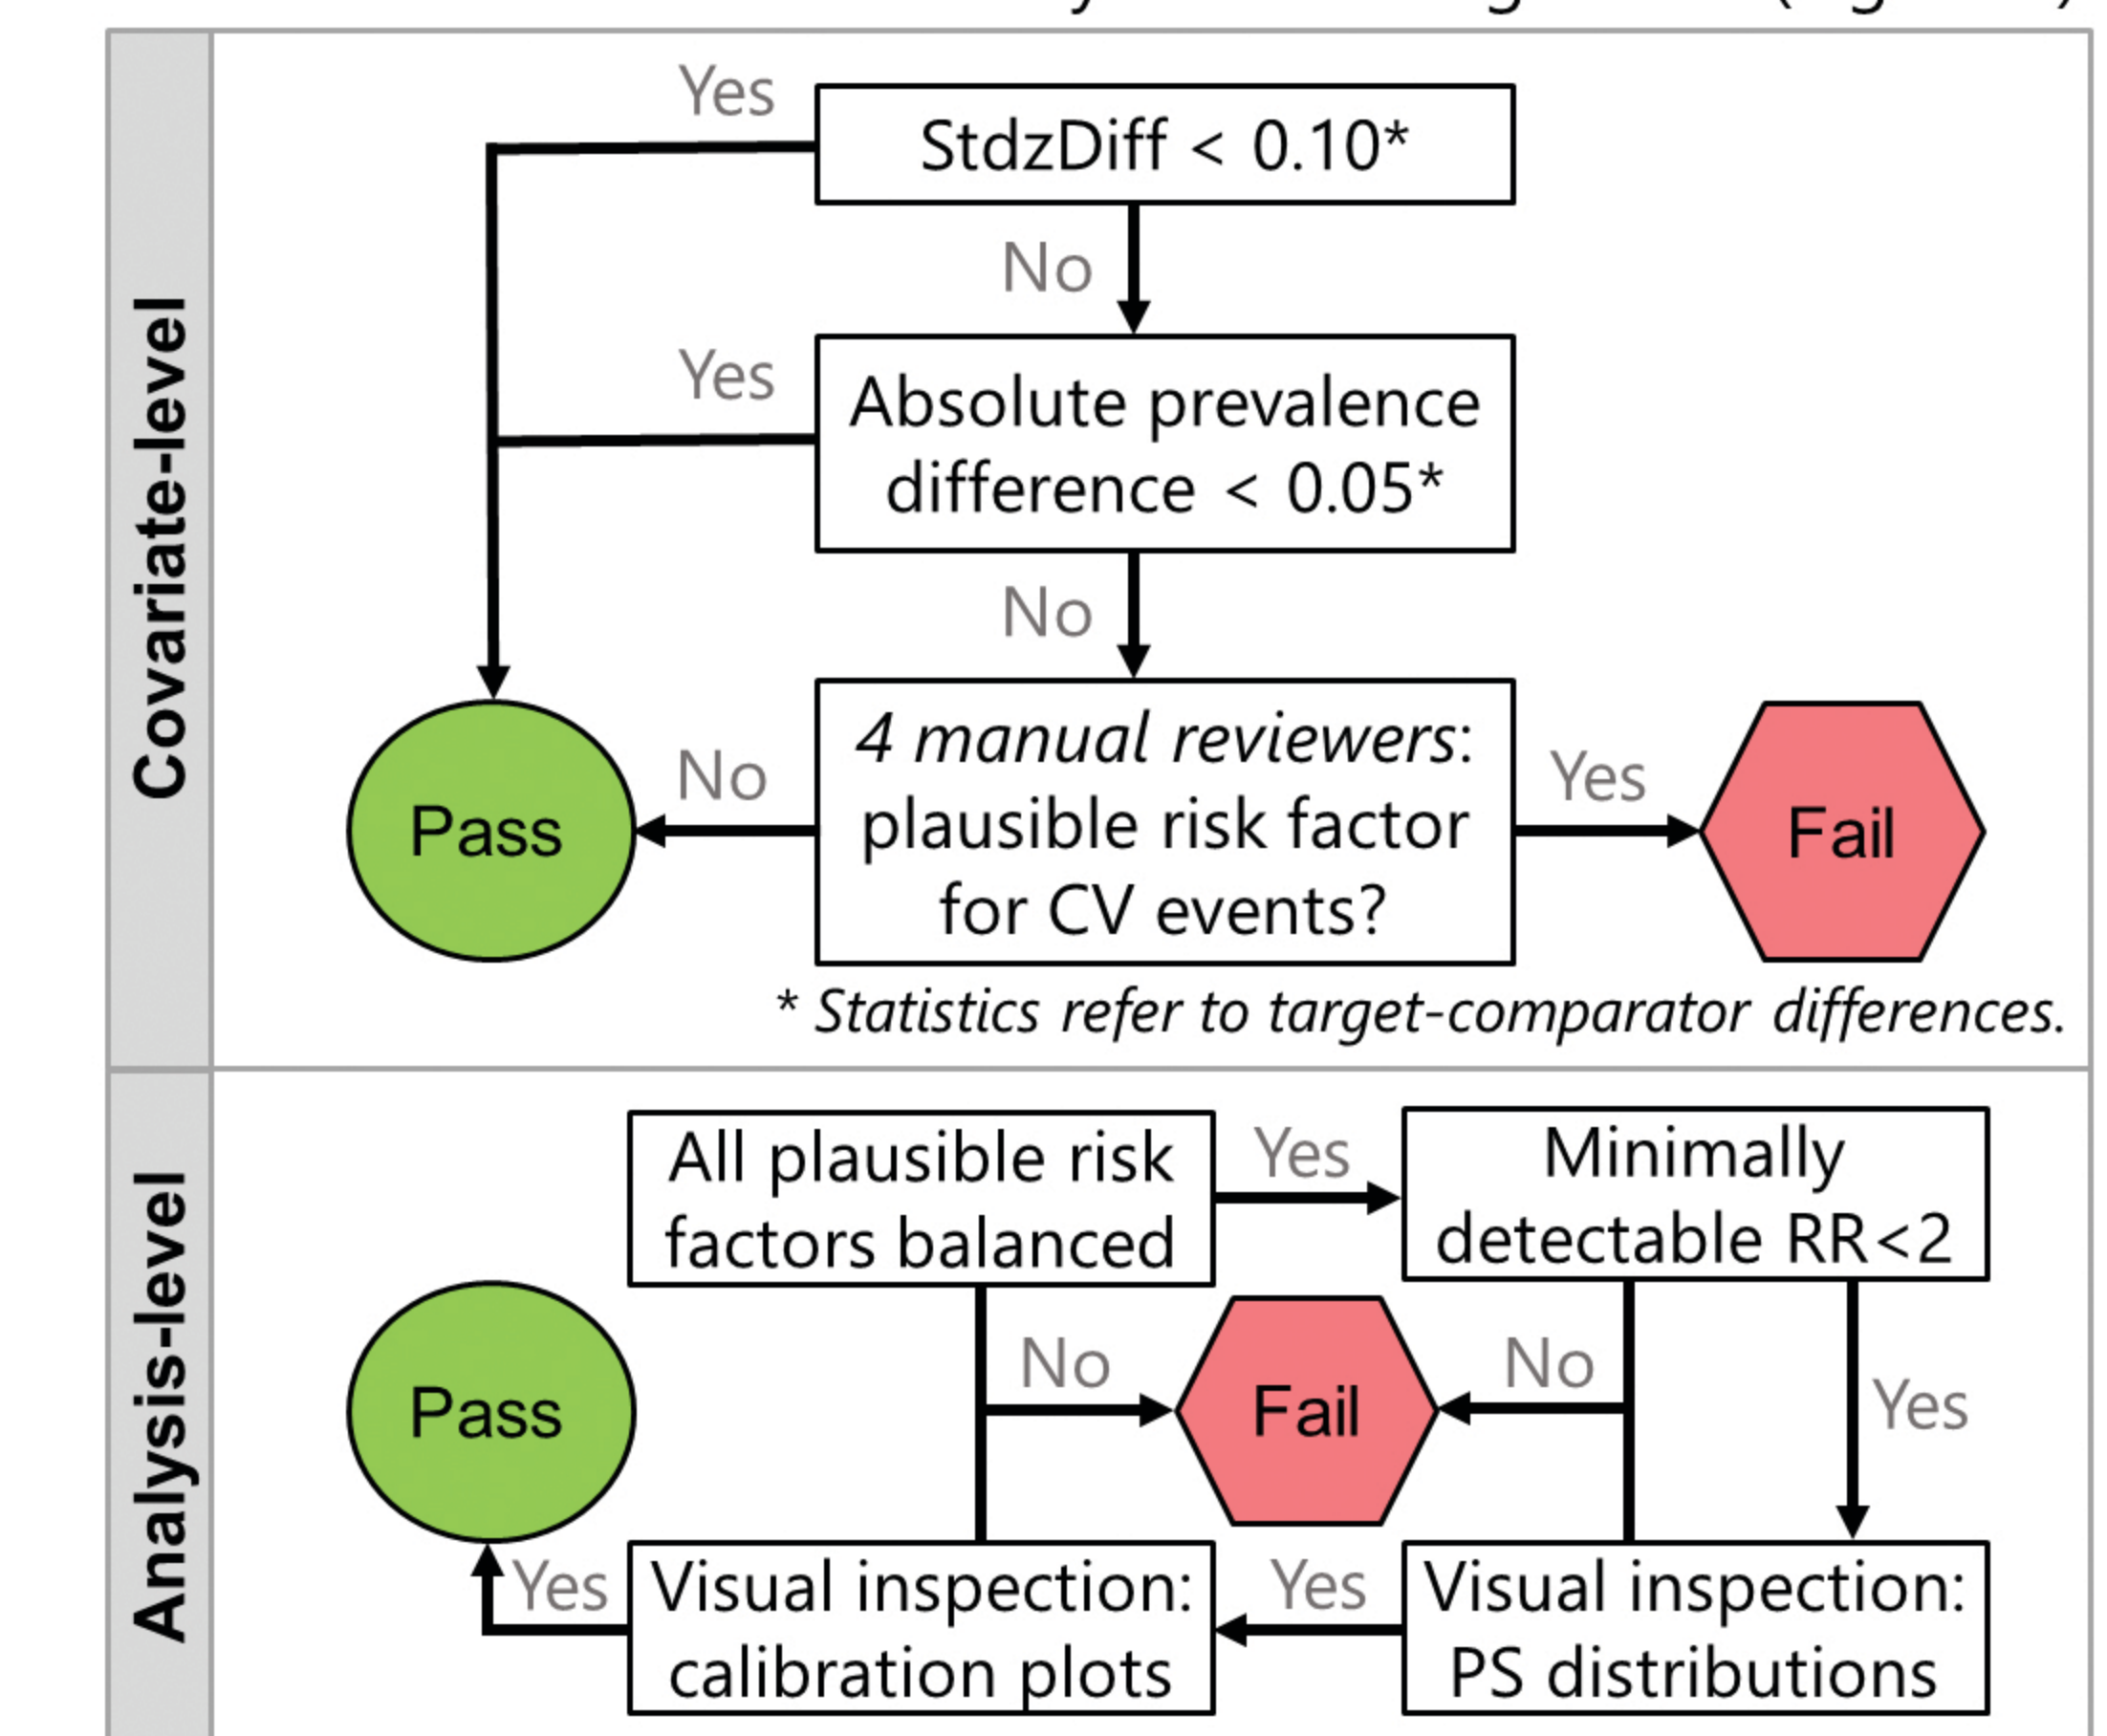 Covariate-level
Yes
StdzDiff < 0.10*
No
Yes
Absolute prevalence
difference < 0.05*
No
4 manual reviewers:
plausible risk factor
for CV events?
No
Yes
Pass
Fail
* Statistics refer to target-comparator differences.
Analysis-level
All plausible risk
factors balanced
Yes
Minimally
detectable RR<2
No
No
Yes
Pass
Fail
Yes
Visual inspection:
calibration plots
Yes
Visual inspection:
PS distributions